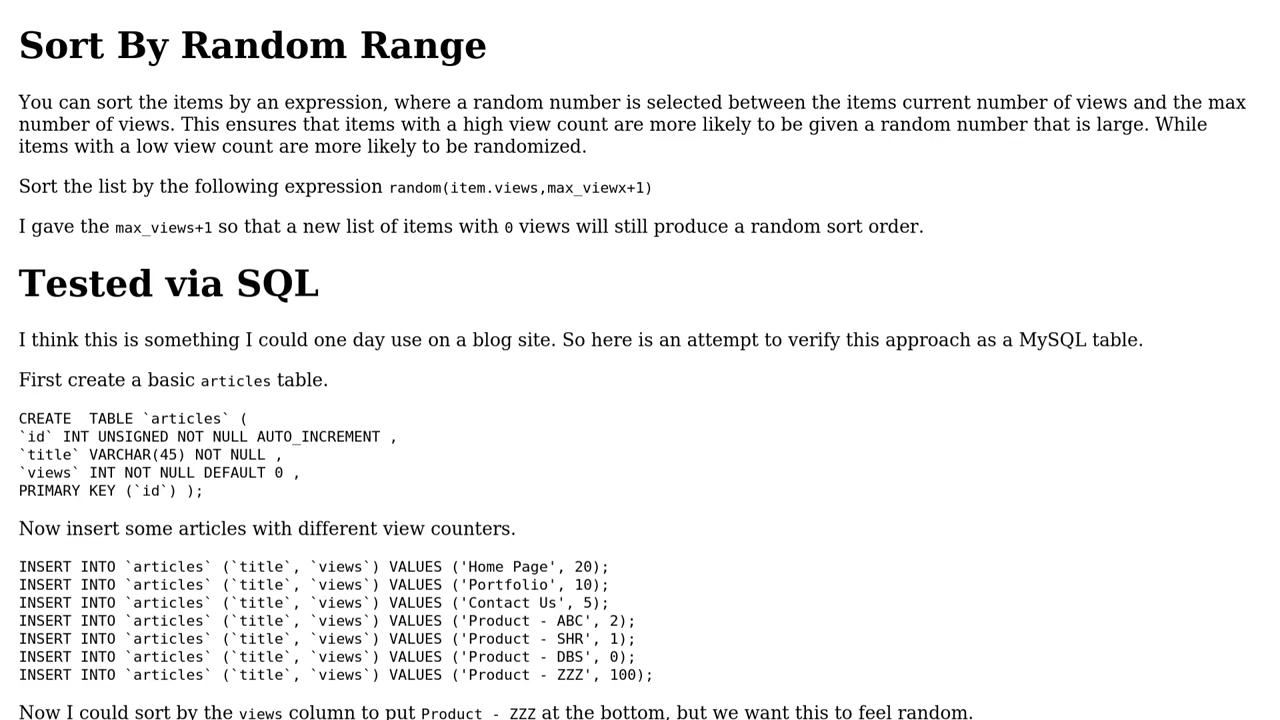 Sort By Random Range
You can sort the items by an expression, where a random number is selected between the items current number of views and the max
number of views. This ensures that items with a high view count are more likely to be given a random number that is large. While
items with a low view count are more likely to be randomized.
Sort the list by the following expression random(item.views,max_viewx+1)
I gave the max_views+1 so that a new list of items with 0 views will still produce a random sort order.
Tested via SQL
I think this is something I could one day use on a blog site. So here is an attempt to verify this approach as a MySQL table.
First create a basic articles table.
CREATE  TABLE `articles` (
`id` INT UNSIGNED NOT NULL AUTO_INCREMENT ,
`title` VARCHAR(45) NOT NULL ,
`views` INT NOT NULL DEFAULT 0 ,
PRIMARY KEY (`id`) );
Now insert some articles with different view counters.
INSERT INTO `articles` (`title`, `views`) VALUES ('Home Page', 20);
INSERT INTO `articles` (`title`, `views`) VALUES ('Portfolio', 10);
INSERT INTO `articles` (`title`, `views`) VALUES ('Contact Us', 5);
INSERT INTO `articles` (`title`, `views`) VALUES ('Product - ABC', 2);
INSERT INTO `articles` (`title`, `views`) VALUES ('Product - SHR', 1);
INSERT INTO `articles` (`title`, `views`) VALUES ('Product - DBS', 0);
INSERT INTO `articles` (`title`, `views`) VALUES ('Product - ZZZ', 100);
Now I could sort by the views column to put Product - ZZZ at the bottom, but we want this to feel random.